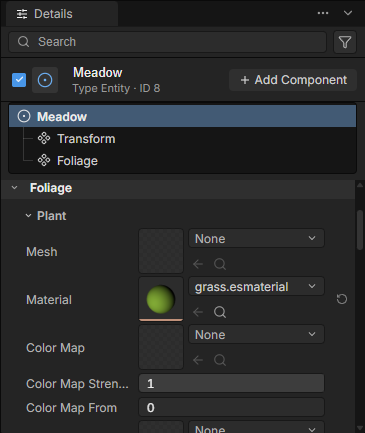 Details
Search
Meadow
Type Entity · ID 8
+ Add Component
Meadow
Transform
Foliage
Foliage
Plant
Mesh
None
Material
grass.esmaterial
Color Map
None
Color Map Stren...
1
Color Map From
0
None